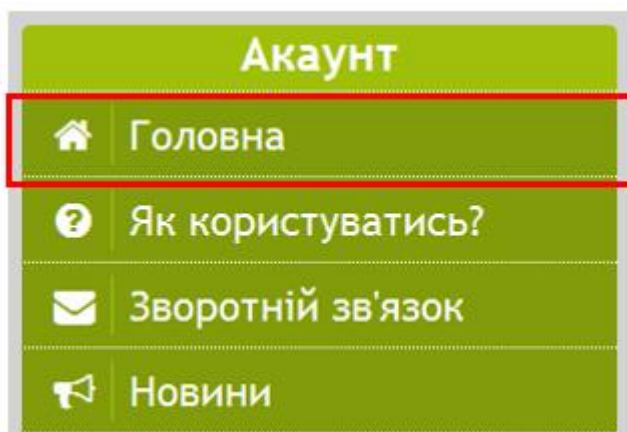 Акаунт
Головна
Як користуватись?
Зворотній зв'язок
Новини